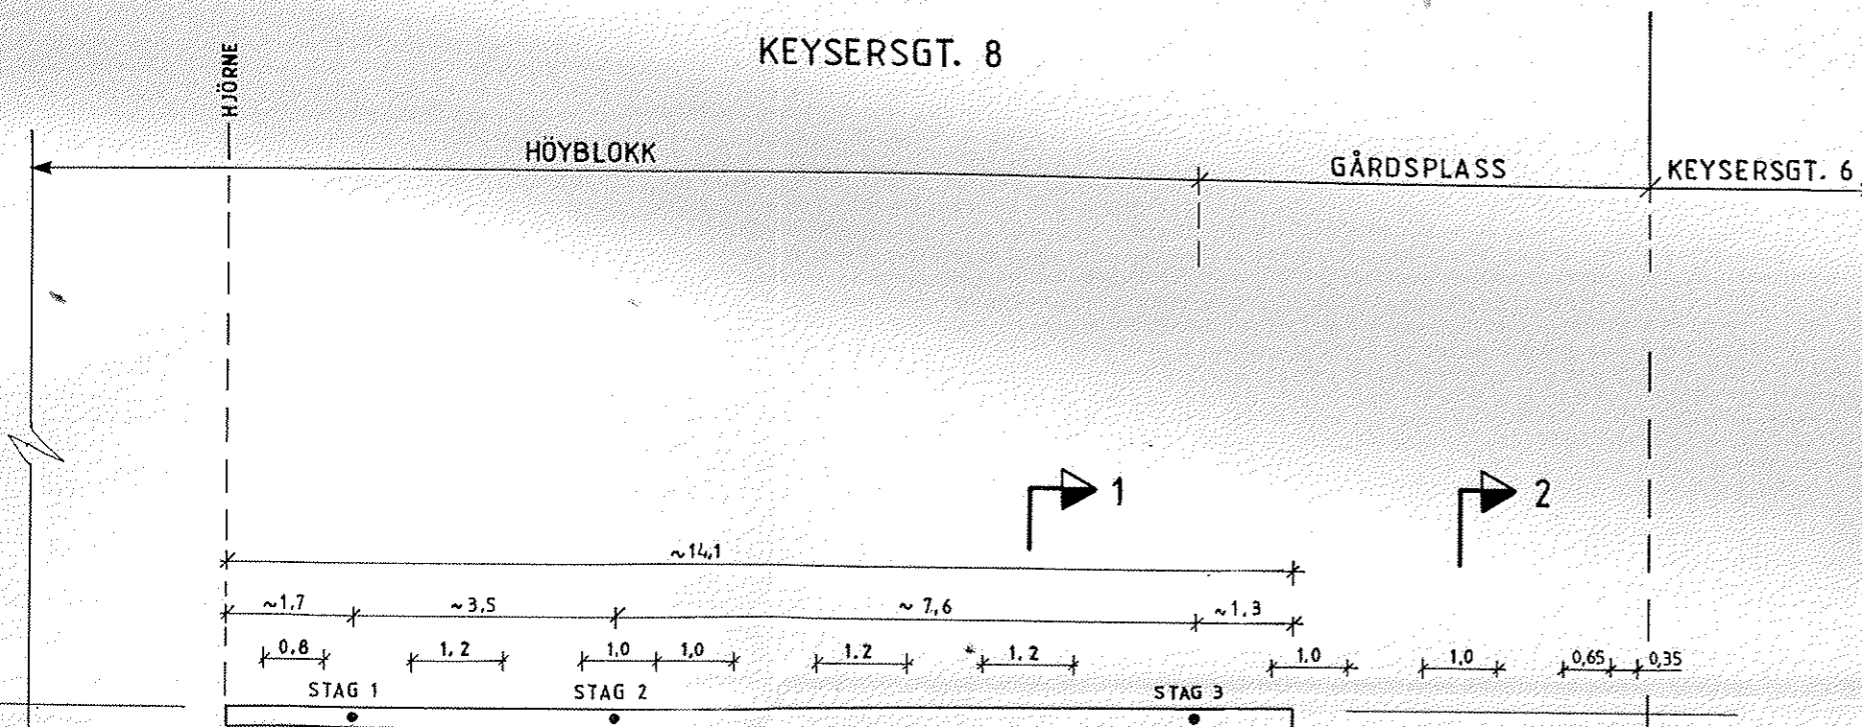 KEYSERSGT. 8
HJÖRNE
HÖYBLOKK
GÅRDSPLASS
KEYSERSGT. 6
1
2
~14,1
~1,7
~3,5
~7,6
~1.3
0,8
1.2
1,0
1,0
1.2
1.2
1.0
1.0
0,65
0,35
STAG 1
STAG 2
STAG 3